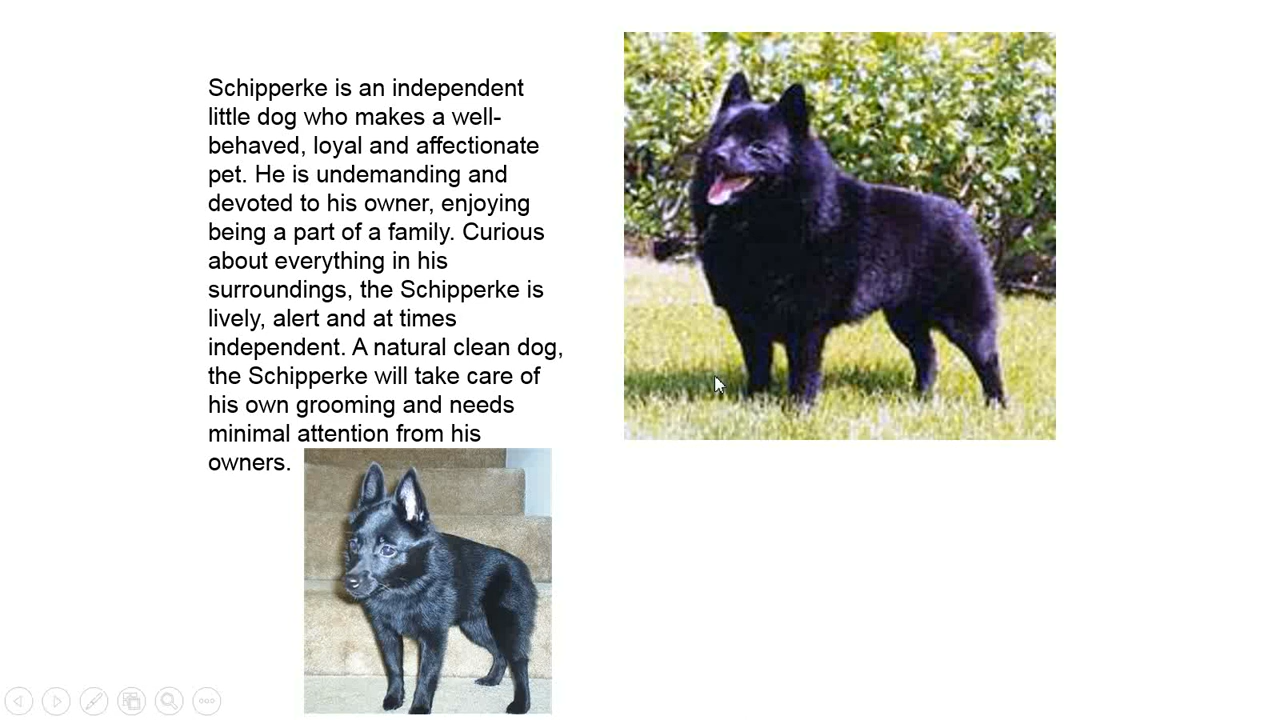 Schipperke is an independent
little dog who makes a well-
behaved, loyal and affectionate
pet. He is undemanding and
devoted to his owner, enjoying
being a part of a family. Curious
about everything in his
surroundings, the Schipperke is
lively, alert and at times
independent. A natural clean dog,
the Schipperke will take care of
his own grooming and needs
minimal attention from his
owners.